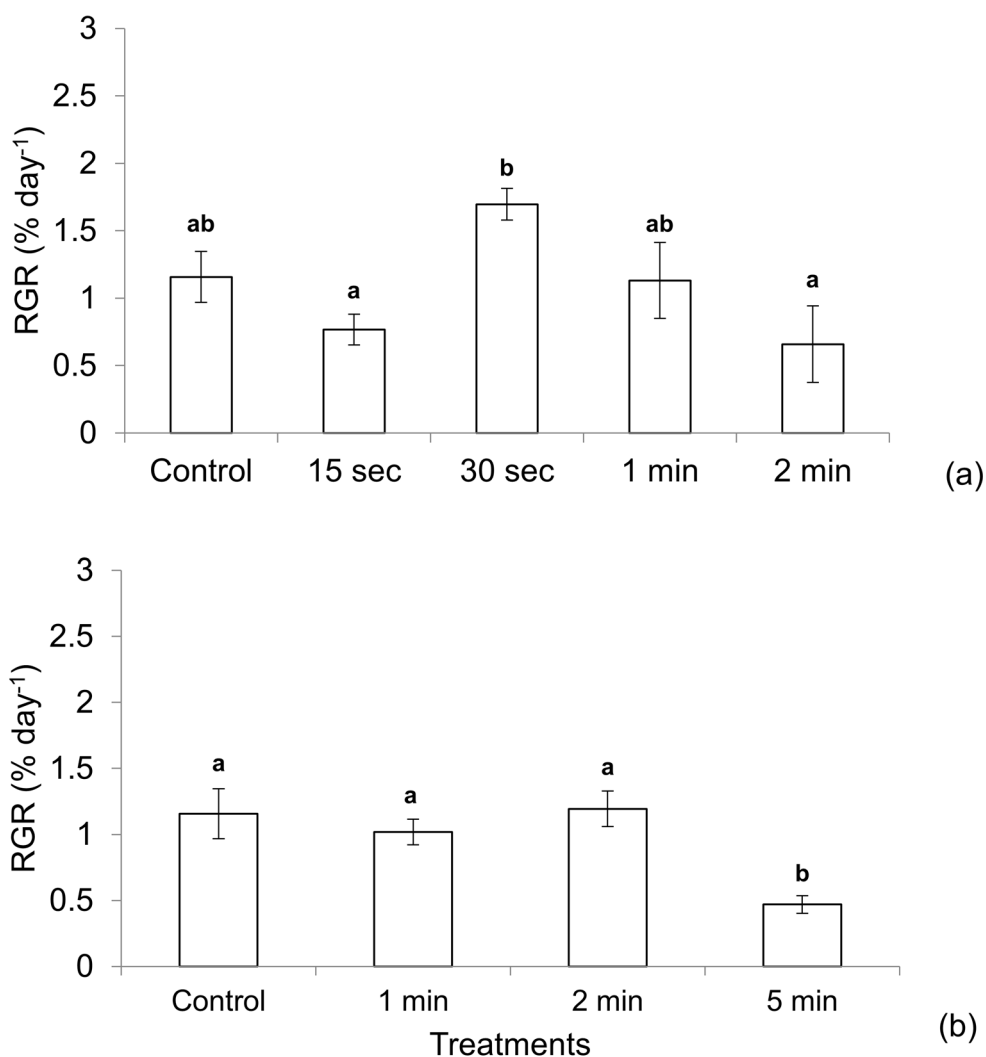 3
2.5
2
1.5
1
0.5
0
RGR (% day-1)
ab
a
b
ab
a
Control 15 sec 30 sec 1 min 2 min
(a)
3
2.5
2
1.5
1
0.5
0
RGR (% day-1)
a
a
a
b
Control 1 min 2 min 5 min
(b)
Treatments